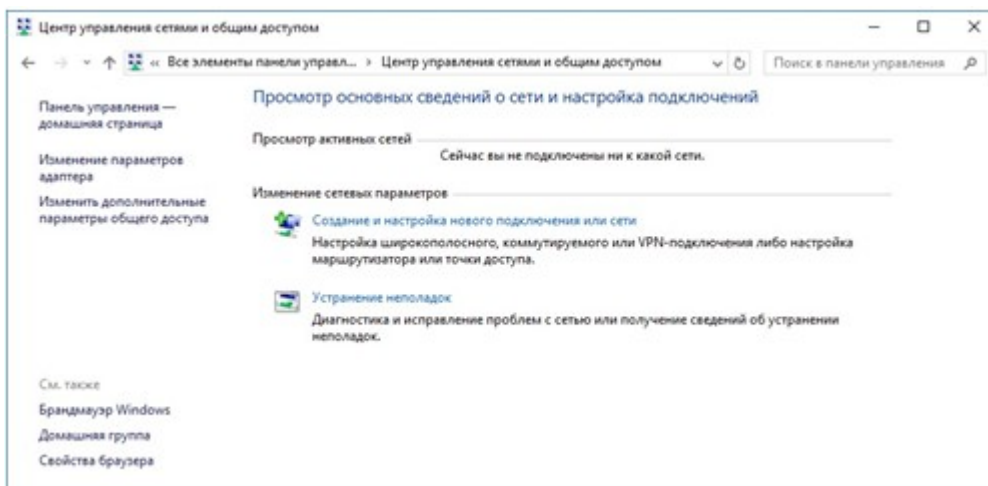 Центр управления сетями и общим доступом
« Все элементы панели управл... › Центр управления сетями и общим доступом
Поиск в панели управления
Панель управления —
домашняя страница
Изменение параметров
адаптера
Изменить дополнительные
параметры общего доступа
Просмотр основных сведений о сети и настройка подключений
Просмотр активных сетей
Сейчас вы не подключены ни к какой сети.
Изменение сетевых параметров
Создание и настройка нового подключения или сети
Настройка широкополосного, коммутируемого или VPN-подключения либо настройка
маршрутизатора или точки доступа.
Устранение неполадок
Диагностика и исправление проблем с сетью или получение сведений об устранении
неполадок.
См. также
Брандмауэр Windows
Домашняя группа
Свойства браузера